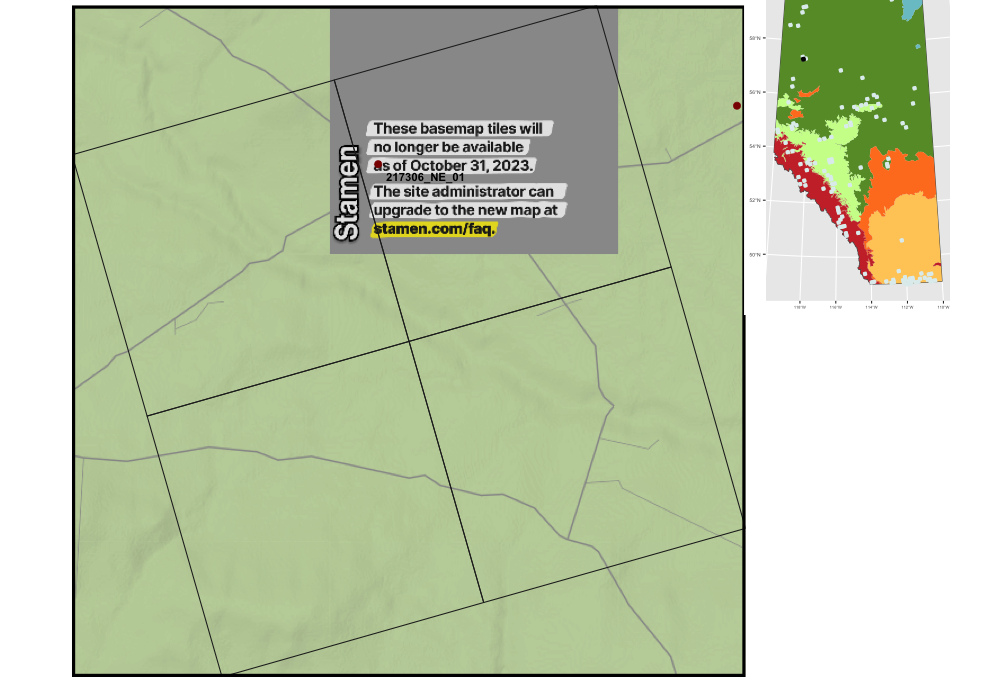 These basemap tiles will
no longer be available
as of October 31, 2023.
217306_NE_01
The site administrator can
upgrade to the new map at
stamen.com/faq.
Stamen
58°N
56°N
54°N
52°N
50°N
118°W 116°W 114°W 112°W 110°W